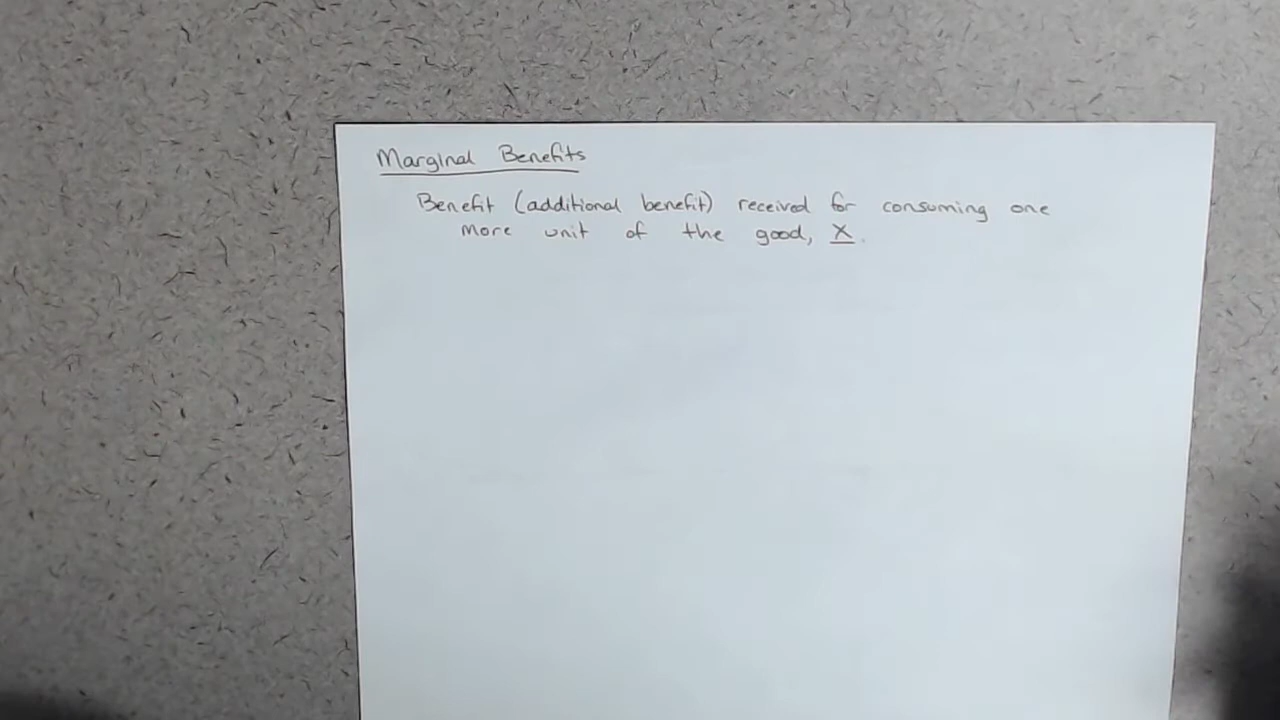 Marginal Benefits
Benefit (additional benefit) received for consuming one
more unit of the good, X.